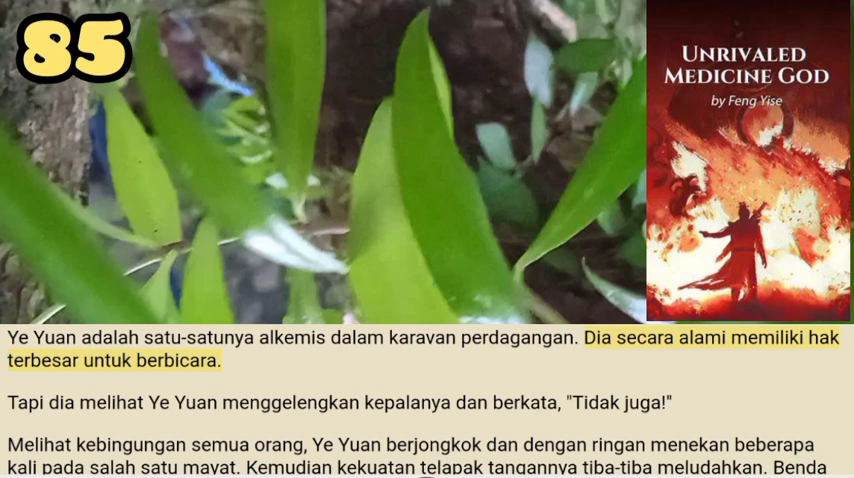 85
UNRIVALED
MEDICINE GOD
by Feng Yise
Ye Yuan adalah satu-satunya alkemis dalam karavan perdagangan. Dia secara alami memiliki hak
terbesar untuk berbicara.
Tapi dia melihat Ye Yuan menggelengkan kepalanya dan berkata, "Tidak juga!"
Melihat kebingungan semua orang, Ye Yuan berjongkok dan dengan ringan menekan beberapa
kali pada salah satu mayat. Kemudian kekuatan telapak tangannya tiba-tiba meludahkan. Benda